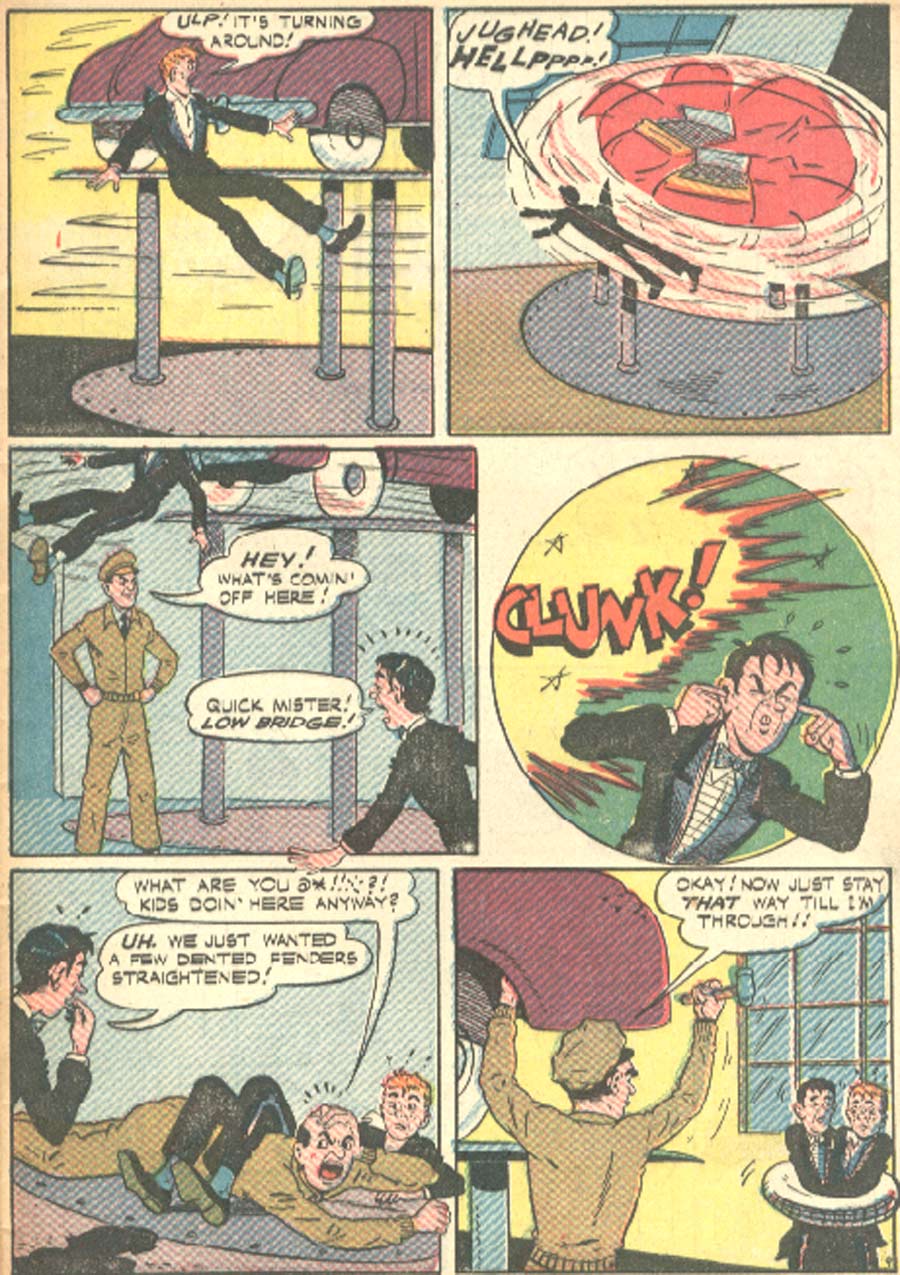 ULP! IT'S TURNING
AROUND!
JUGHEAD!
HELLPPPP!
HEY!
WHAT'S COMIN'
OFF HERE!
QUICK MISTER!
LOW BRIDGE!
CLUNK!
WHAT ARE YOU @*!!∵?!
KIDS DOIN' HERE ANYWAY?
UH. WE JUST WANTED
A FEW DENTED FENDERS
STRAIGHTENED!
OKAY! NOW JUST STAY
THAT WAY TILL I'M
THROUGH!!